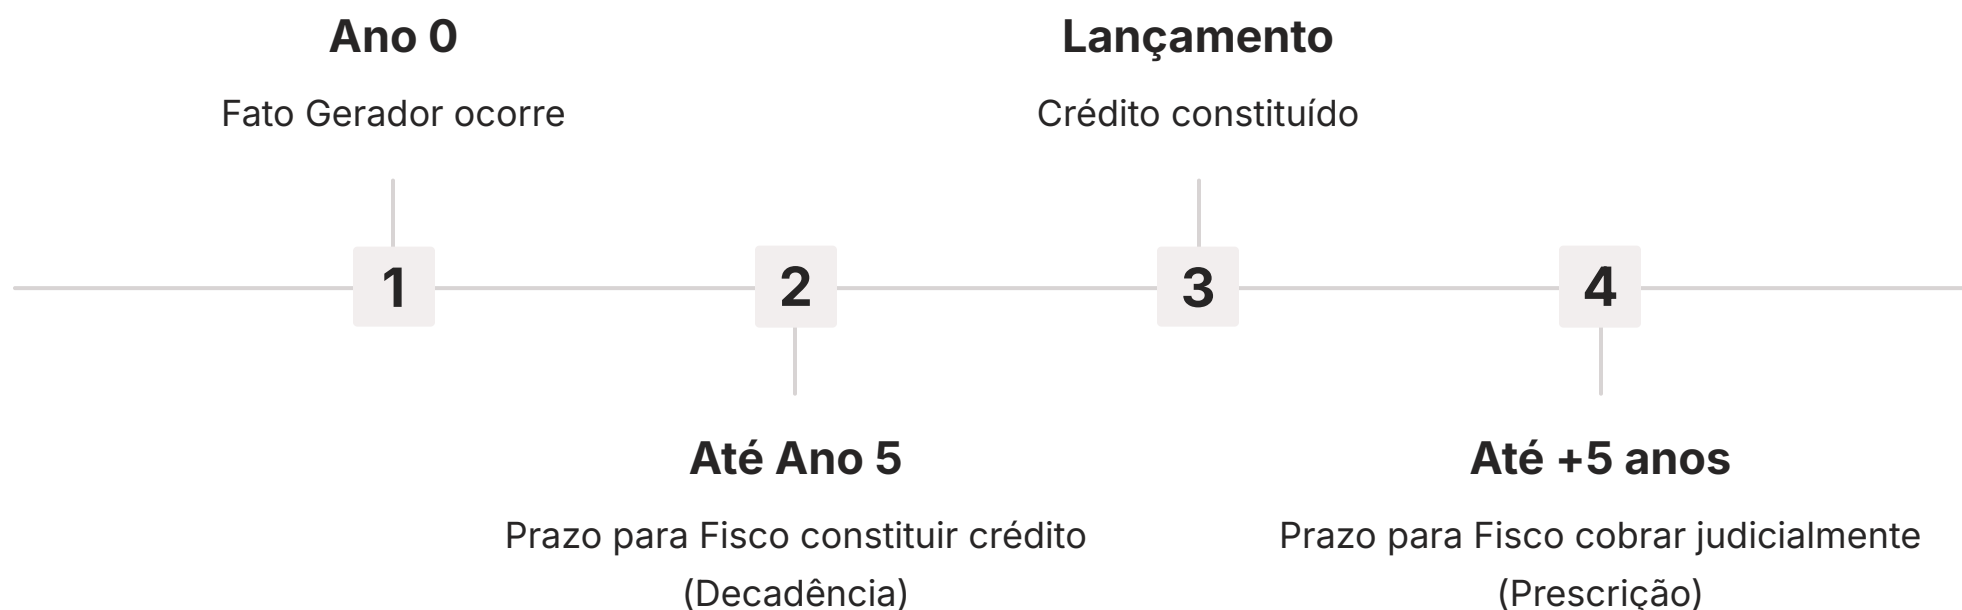 Ano 0
Fato Gerador ocorre
Lançamento
Crédito constituído
1
2
3
4
Até Ano 5
Prazo para Fisco constituir crédito
(Decadência)
Até +5 anos
Prazo para Fisco cobrar judicialmente
(Prescrição)